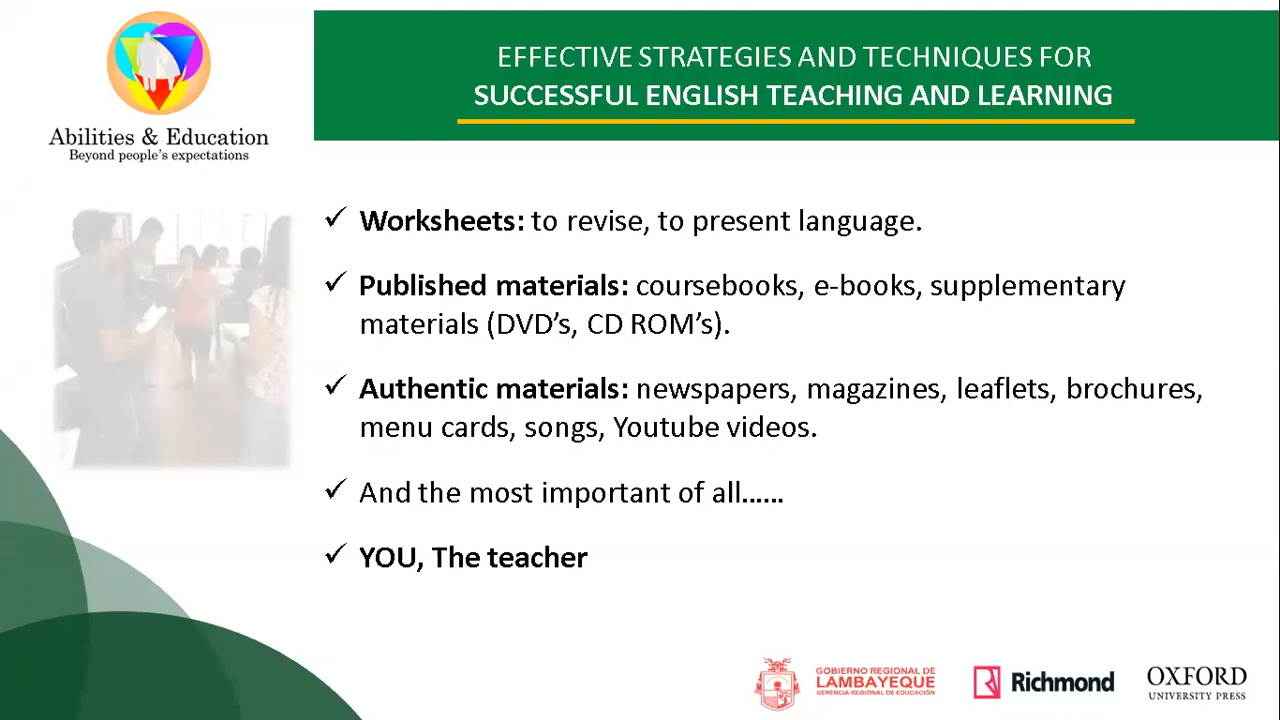 EFFECTIVE STRATEGIES AND TECHNIQUES FOR
SUCCESSFUL ENGLISH TEACHING AND LEARNING
Abilities & Education
Beyond people's expectations
✓ Worksheets: to revise, to present language.
✓ Published materials: coursebooks, e-books, supplementary
materials (DVD's, CD ROM's).
✓ Authentic materials: newspapers, magazines, leaflets, brochures,
menu cards, songs, Youtube videos.
✓ And the most important of all......
✓ YOU, The teacher
GOBIERNO REGIONAL DE
LAMBAYEQUE
GERENCIA REGIONAL DE EDUCACIÓN
Richmond
OXFORD
UNIVERSITY PRESS